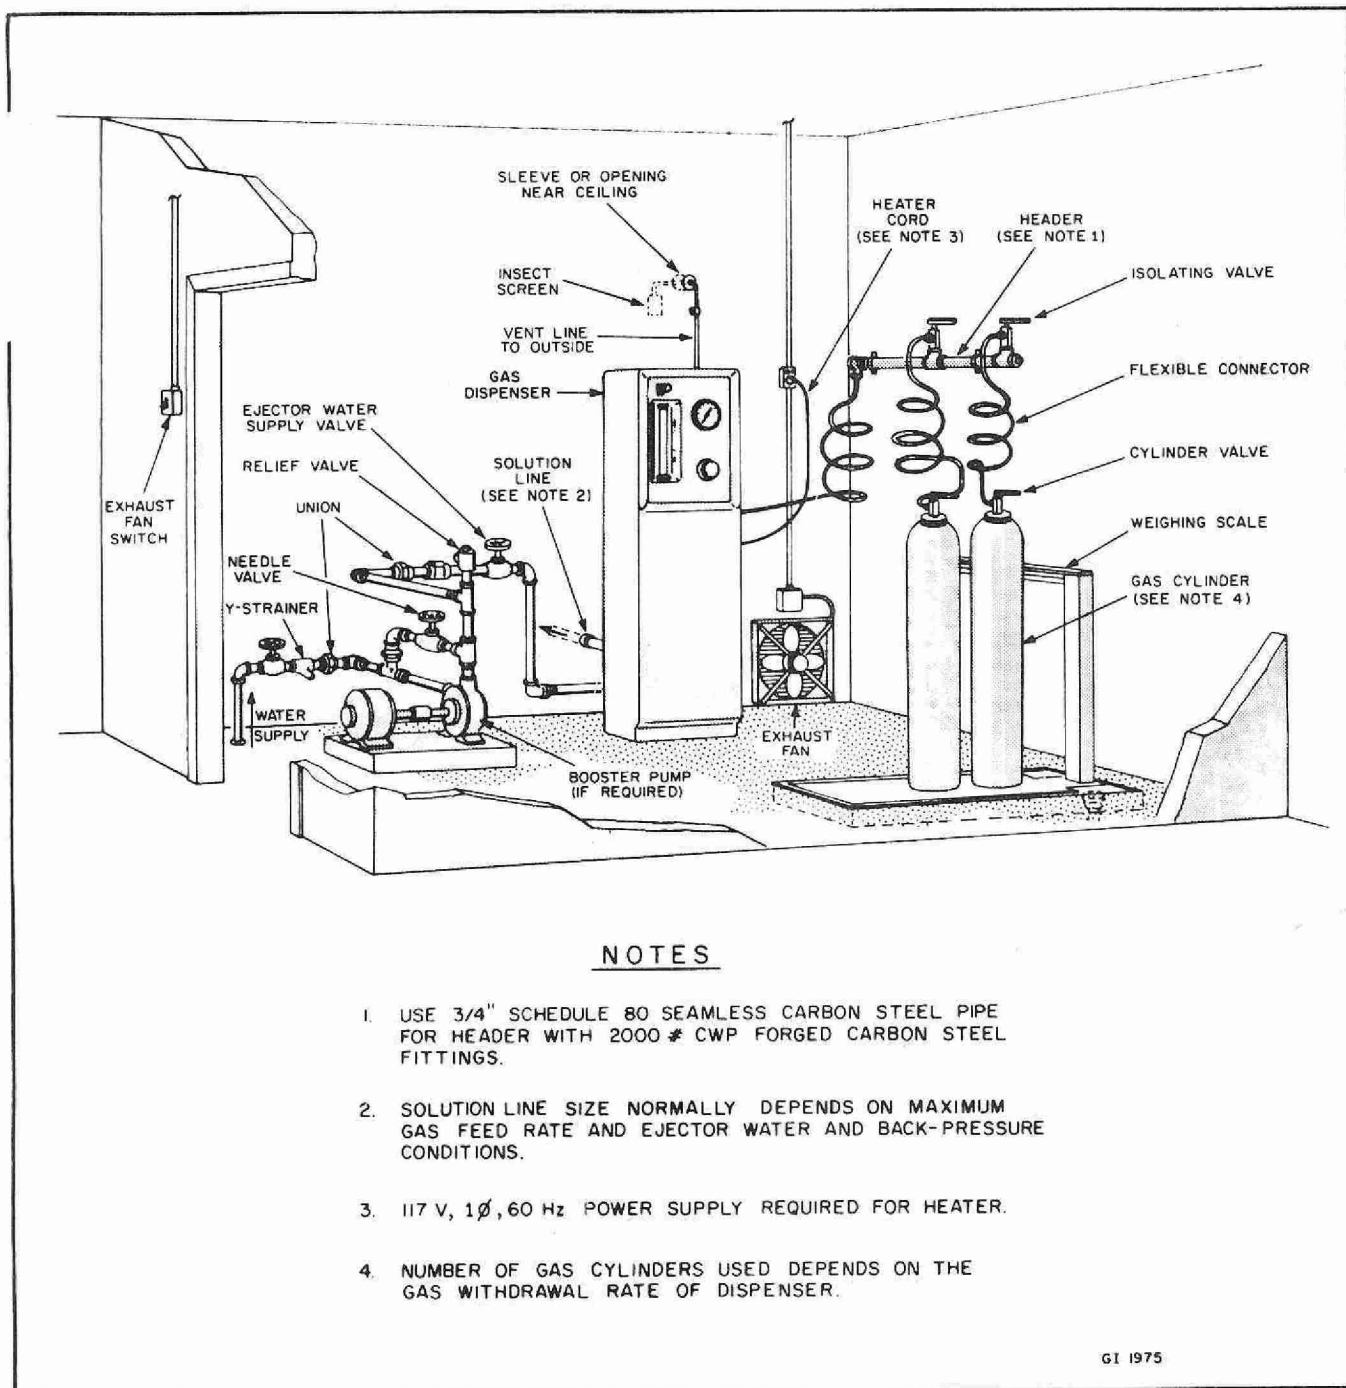 SLEEVE OR OPENING
NEAR CEILING
HEATER
CORD
(SEE NOTE 3)
HEADER
(SEE NOTE 1)
ISOLATING VALVE
INSECT
SCREEN
VENT LINE
TO OUTSIDE
GAS
DISPENSER
FLEXIBLE CONNECTOR
EJECTOR WATER
SUPPLY VALVE
RELIEF VALVE
SOLUTION
LINE
(SEE NOTE 2)
CYLINDER VALVE
EXHAUST
FAN
SWITCH
UNION
WEIGHING SCALE
NEEDLE
VALVE
GAS CYLINDER
(SEE NOTE 4)
Y-STRAINER
WATER
SUPPLY
EXHAUST
FAN
BOOSTER PUMP
(IF REQUIRED)
NOTES
1. USE 3/4" SCHEDULE 80 SEAMLESS CARBON STEEL PIPE
FOR HEADER WITH 2000 # CWP FORGED CARBON STEEL
FITTINGS.
2. SOLUTION LINE SIZE NORMALLY DEPENDS ON MAXIMUM
GAS FEED RATE AND EJECTOR WATER AND BACK-PRESSURE
CONDITIONS.
3. 117 V, 1Ø, 60 Hz POWER SUPPLY REQUIRED FOR HEATER.
4. NUMBER OF GAS CYLINDERS USED DEPENDS ON THE
GAS WITHDRAWAL RATE OF DISPENSER.
GI 1975